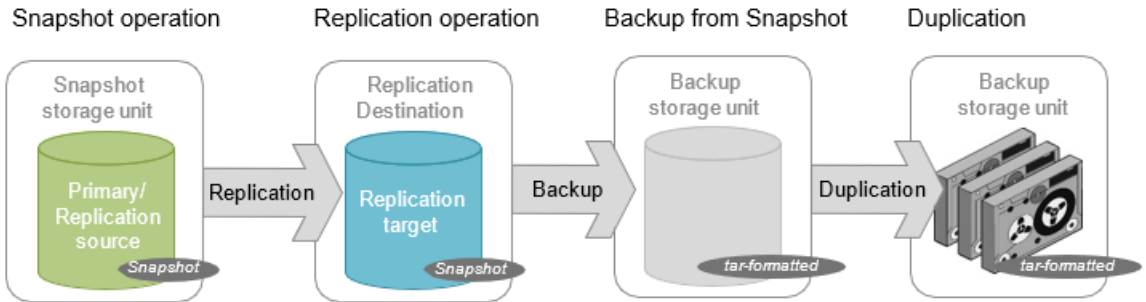 Snapshot operation
Replication operation
Backup from Snapshot
Duplication
Snapshot
storage unit
Primary/
Replication
source
Snapshot
Replication
Replication
Destination
Replication
target
Snapshot
Backup
Backup
storage unit
tar-formatted
Duplication
Backup
storage unit
tar-formatted